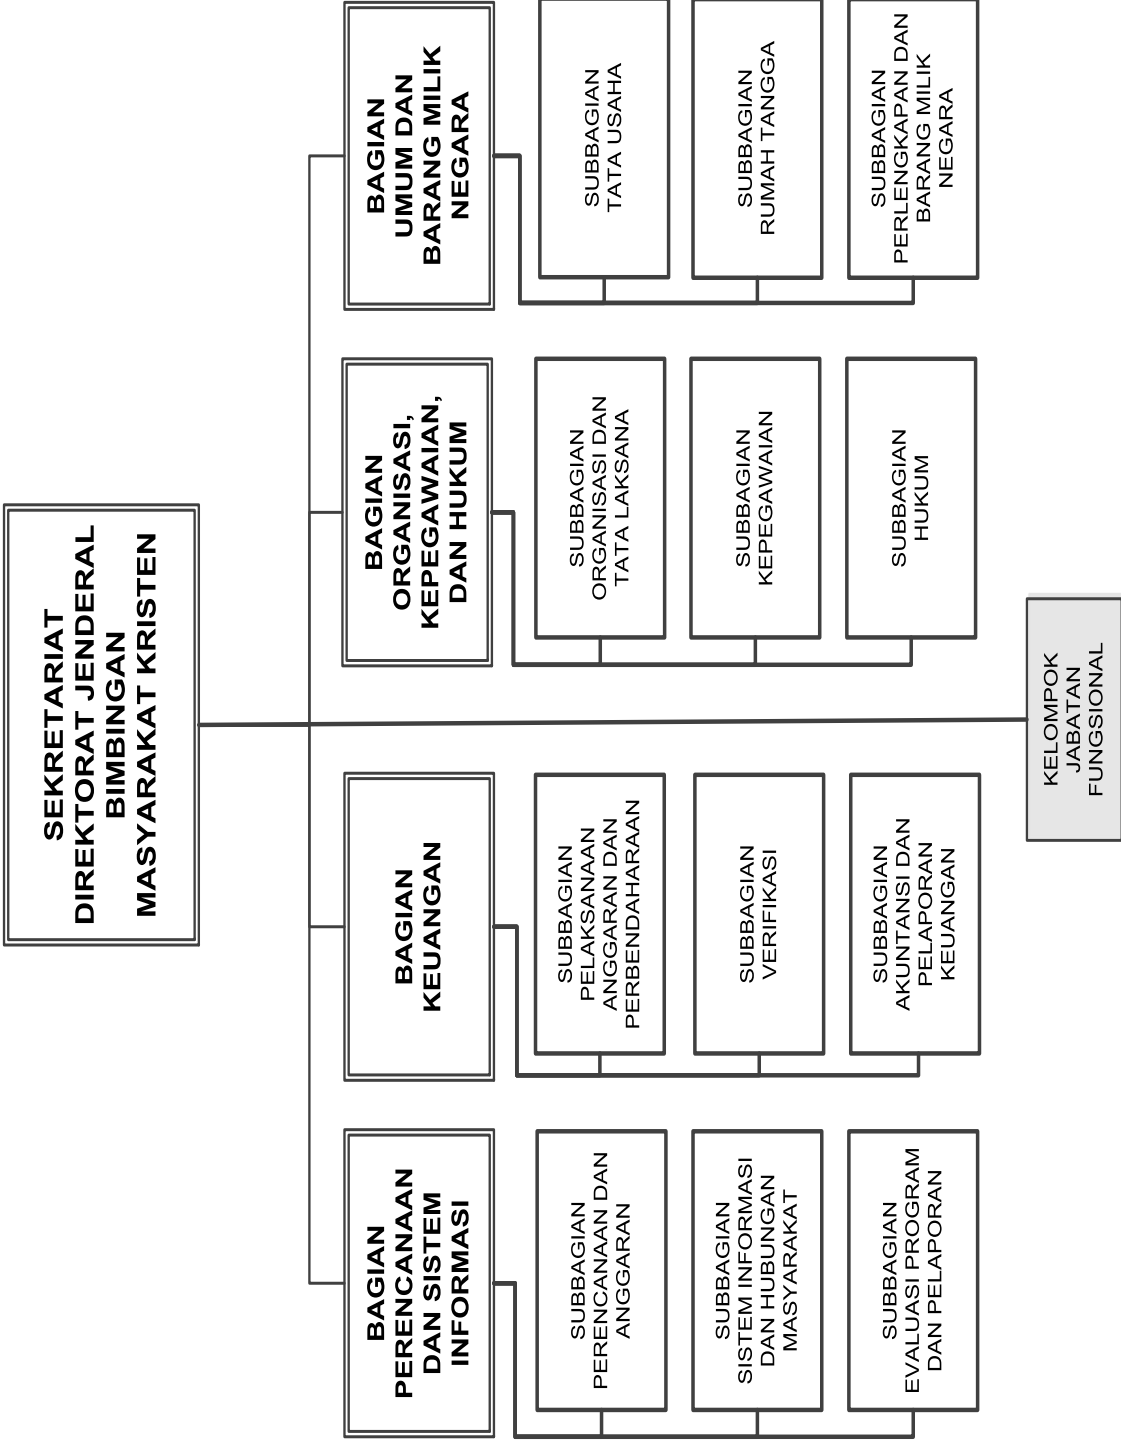 SEKRETARIAT
DIREKTORAT JENDERAL
BIMBINGAN
MASYARAKAT KRISTEN
BAGIAN
PERENCANAAN
DAN SISTEM
INFORMASI
SUBBAGIAN
PERENCANAAN DAN
ANGGARAN
SUBBAGIAN
SISTEM INFORMASI
DAN HUBUNGAN
MASYARAKAT
SUBBAGIAN
EVALUASI PROGRAM
DAN PELAPORAN
BAGIAN
KEUANGAN
SUBBAGIAN
PELAKSANAAN
ANGGARAN DAN
PERBENDAHARAAN
SUBBAGIAN
VERIFIKASI
SUBBAGIAN
AKUNTANSI DAN
PELAPORAN
KEUANGAN
BAGIAN
ORGANISASI,
KEPEGAWAIAN,
DAN HUKUM
SUBBAGIAN
ORGANISASI DAN
TATA LAKSANA
SUBBAGIAN
KEPEGAWAIAN
SUBBAGIAN
HUKUM
BAGIAN
UMUM DAN
BARANG MILIK
NEGARA
SUBBAGIAN
TATA USAHA
SUBBAGIAN
RUMAH TANGGA
SUBBAGIAN
PERLENGKAPAN DAN
BARANG MILIK
NEGARA
KELOMPOK
JABATAN
FUNGSIONAL